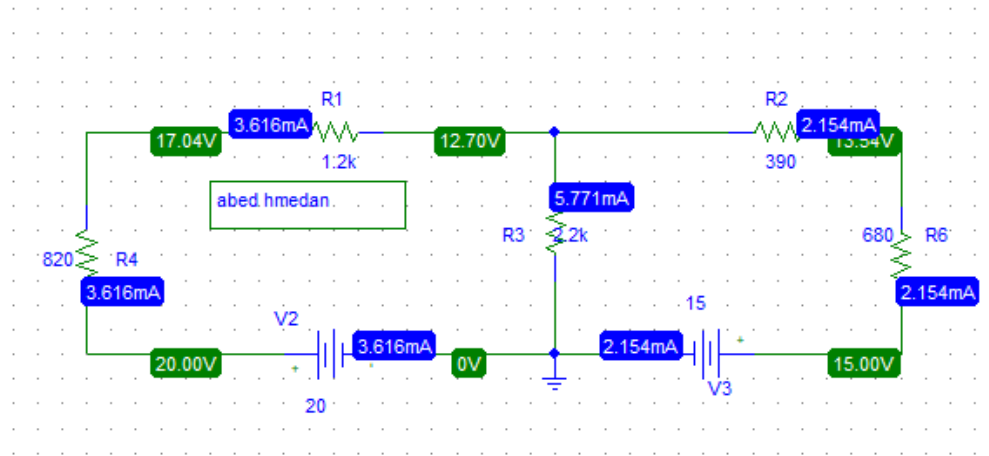 R1
R2
3.616mA
2.154mA
17.04V
12.70V
13.54V
1.2k
390
abed.hmedan
5.771mA
R3
2.2k
680
R6
820
R4
3.616mA
2.154mA
15
V2
3.616mA
2.154mA
20.00V
0V
15.00V
V3
20